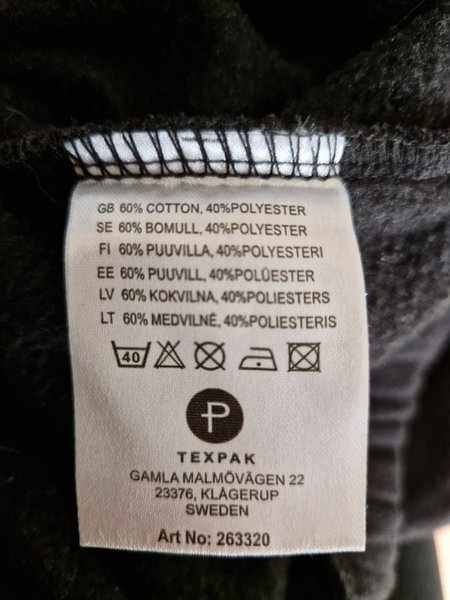 GB 60% COTTON, 40%POLYESTER
SE 60% BOMULL, 40%POLYESTER
FI 60% PUUVILLA, 40%POLYESTERI
EE 60% PUUVILL, 40%POLÜESTER
LV 60% KOKVILNA, 40%POLIESTERS
LT 60% MEDVILNĖ, 40%POLIESTERIS
40
P
TEXPAK
GAMLA MALMÖVÄGEN 22
23376, KLÅGERUP
SWEDEN
Art No: 263320